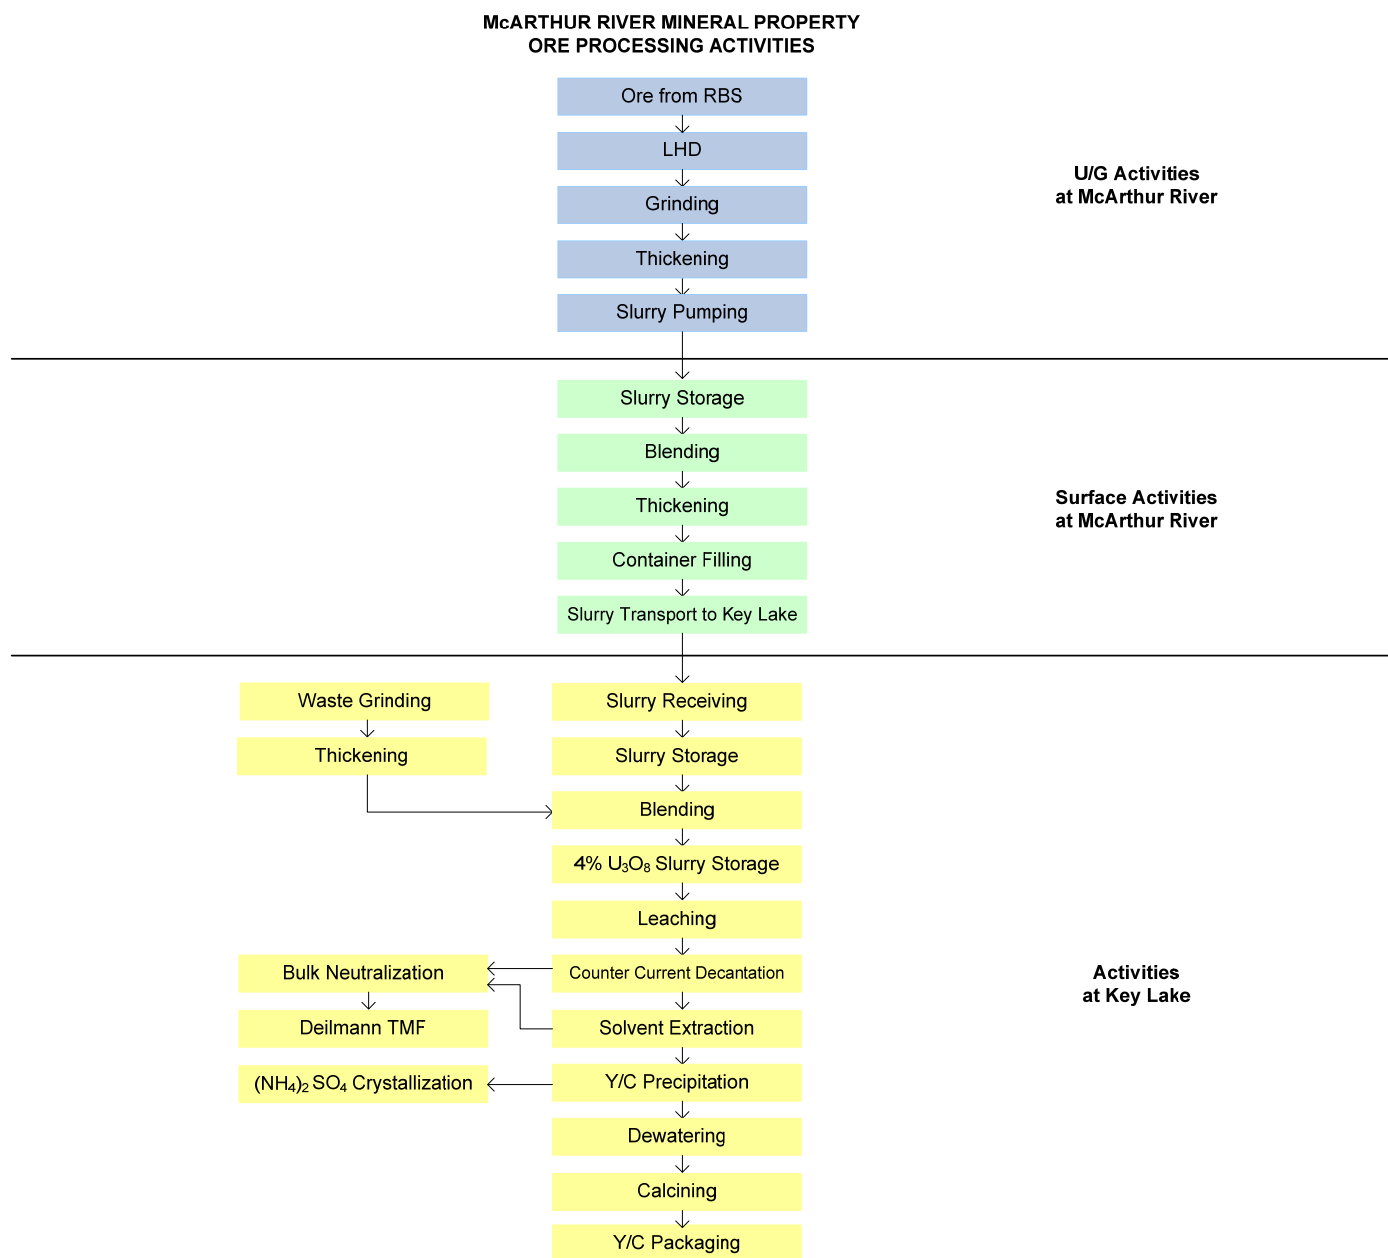 McARTHUR RIVER MINERAL PROPERTY
ORE PROCESSING ACTIVITIES
Ore from RBS
LHD
Grinding
Thickening
Slurry Pumping
U/G Activities
at McArthur River
Slurry Storage
Blending
Thickening
Container Filling
Slurry Transport to Key Lake
Surface Activities
at McArthur River
Waste Grinding
Thickening
Slurry Receiving
Slurry Storage
Blending
4% U₃O₈ Slurry Storage
Leaching
Counter Current Decantation
Bulk Neutralization
Deilmann TMF
Solvent Extraction
(NH₄)₂ SO₄ Crystallization
Y/C Precipitation
Dewatering
Calcining
Y/C Packaging
Activities
at Key Lake